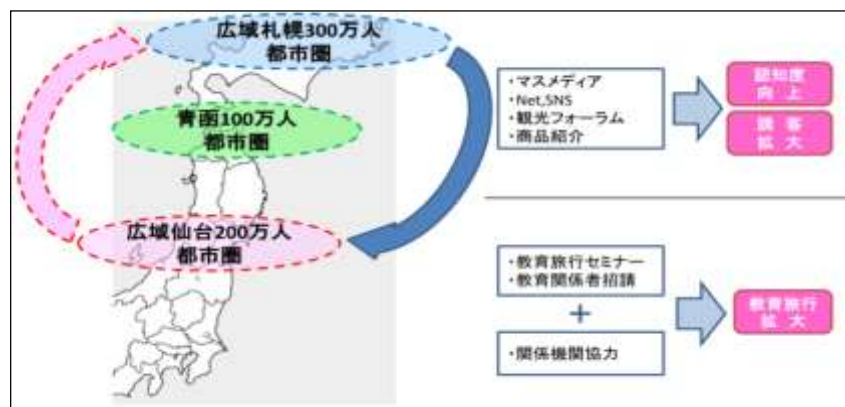 広域札幌300万人
都市圏
青函100万人
都市圏
広域仙台200万人
都市圏
・マスメディア
・Net,SNS
・観光フォーラム
・商品紹介
認知度
向 上
誘 客
拡 大
・教育旅行セミナー
・教育関係者招請
+
・関係機関協力
教育旅行
拡 大